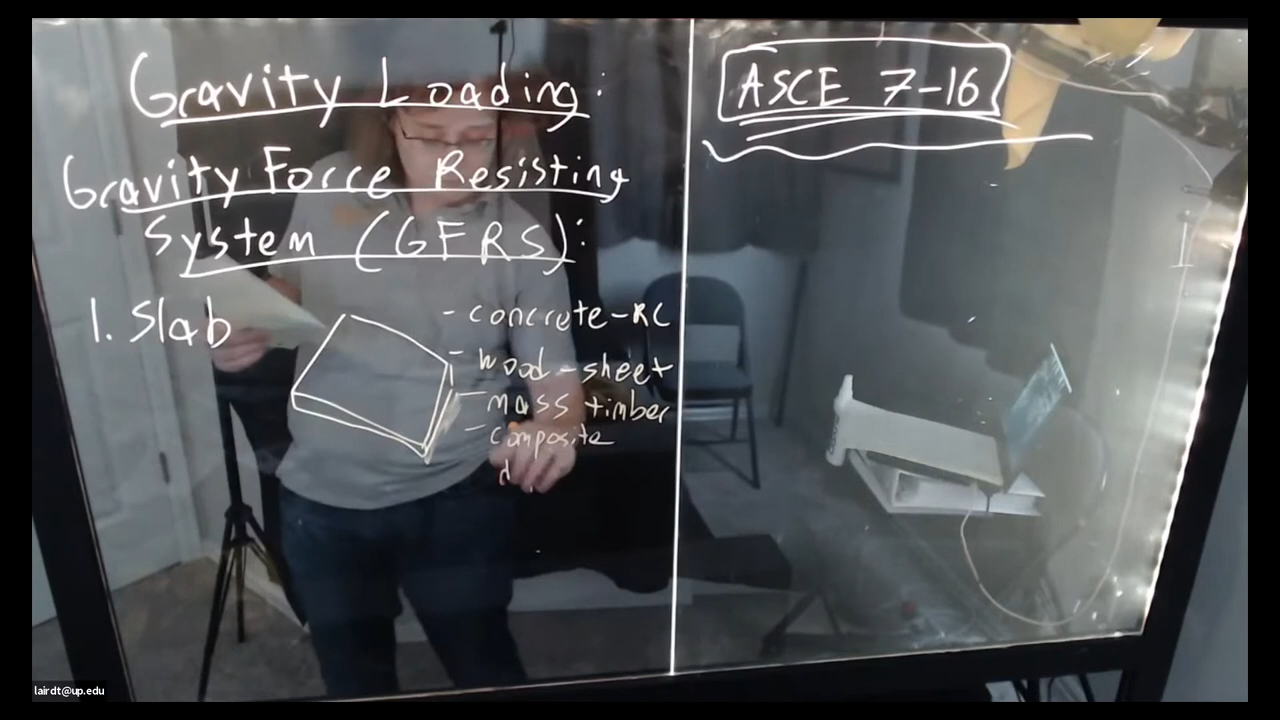 Gravity Loading:
Gravity Force Resisting
System (GFRS):
1. Slab
- concrete-RC
- wood - sheet
- mass timber
- composite
d
ASCE 7-16
lairdt@up.edu